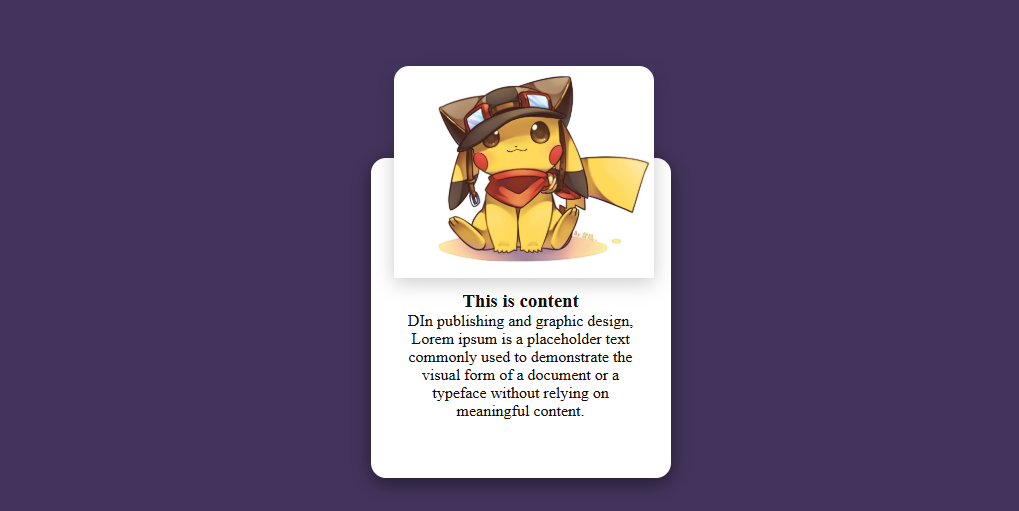 This is content
DIn publishing and graphic design,
Lorem ipsum is a placeholder text
commonly used to demonstrate the
visual form of a document or a
typeface without relying on
meaningful content.